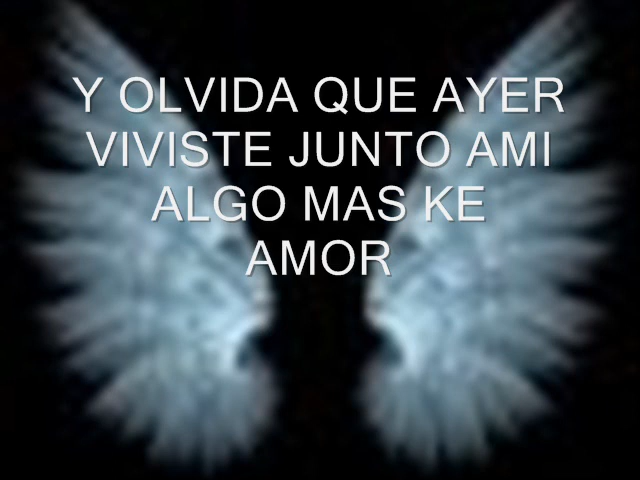 Y OLVIDA QUE AYER
VIVISTE JUNTO AMI
ALGO MAS KE
AMOR